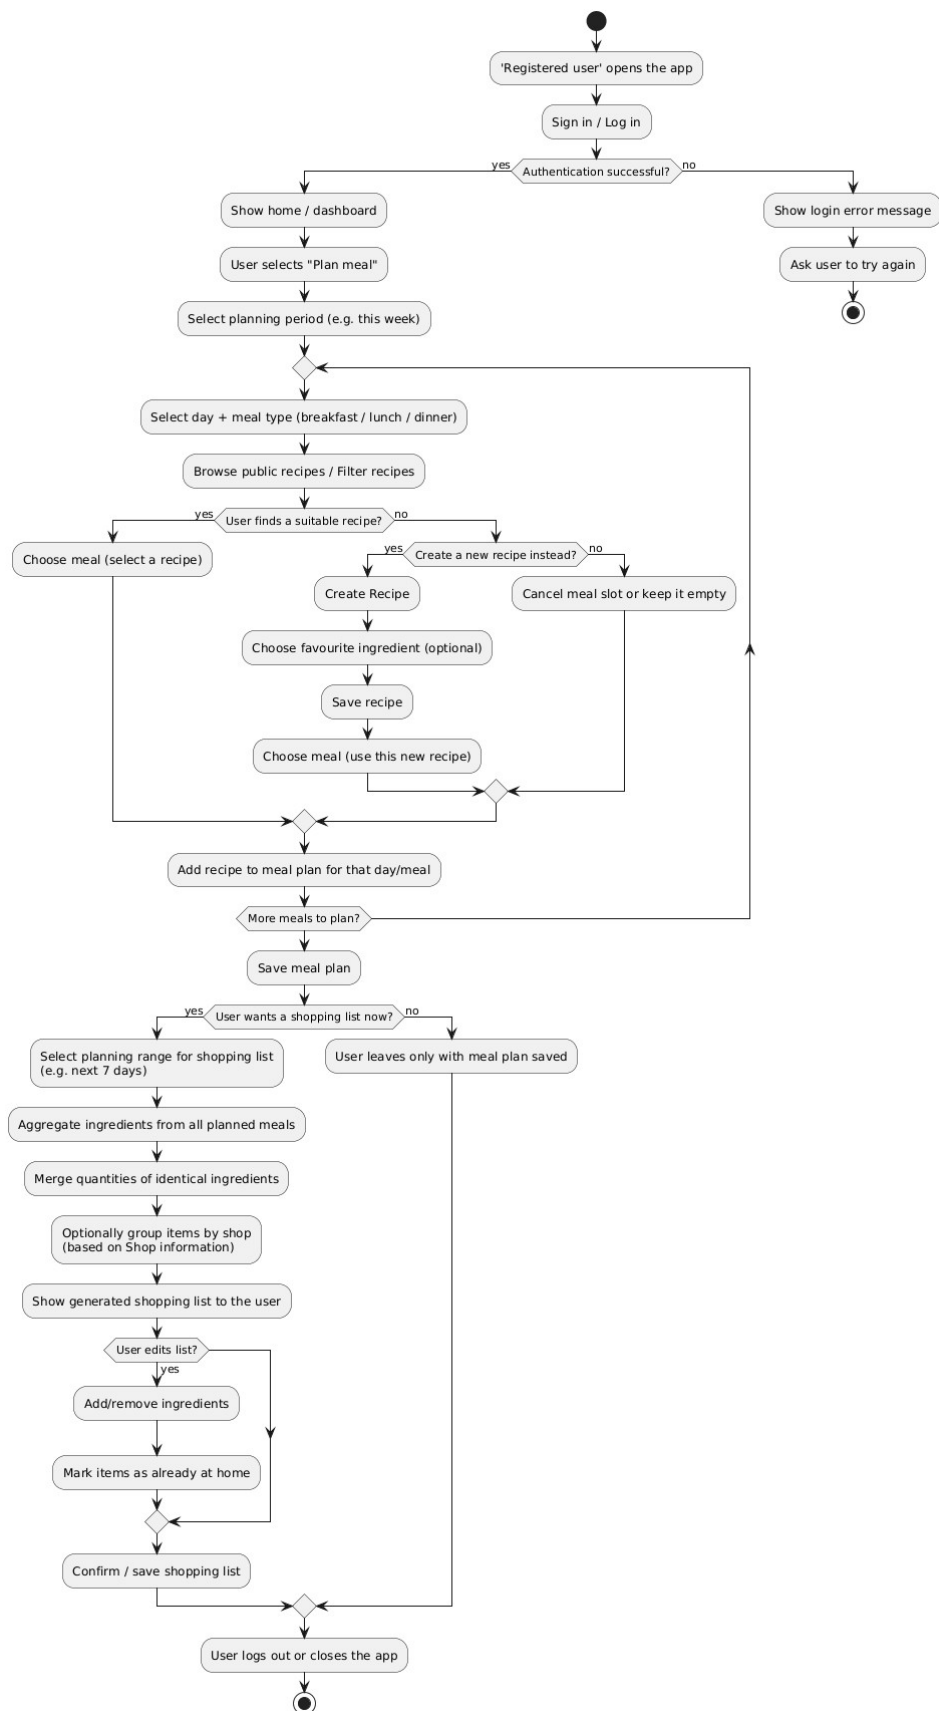 'Registered user' opens the app
Sign in / Log in
yes
Authentication successful?
no
Show home / dashboard
Show login error message
User selects "Plan meal"
Ask user to try again
Select planning period (e.g. this week)
Select day + meal type (breakfast / lunch / dinner)
Browse public recipes / Filter recipes
yes
User finds a suitable recipe?
no
Choose meal (select a recipe)
yes
Create a new recipe instead?
no
Create Recipe
Cancel meal slot or keep it empty
Choose favourite ingredient (optional)
Save recipe
Choose meal (use this new recipe)
Add recipe to meal plan for that day/meal
More meals to plan?
Save meal plan
yes
User wants a shopping list now?
no
Select planning range for shopping list
(e.g. next 7 days)
User leaves only with meal plan saved
Aggregate ingredients from all planned meals
Merge quantities of identical ingredients
Optionally group items by shop
(based on Shop information)
Show generated shopping list to the user
User edits list?
yes
Add/remove ingredients
Mark items as already at home
Confirm / save shopping list
User logs out or closes the app